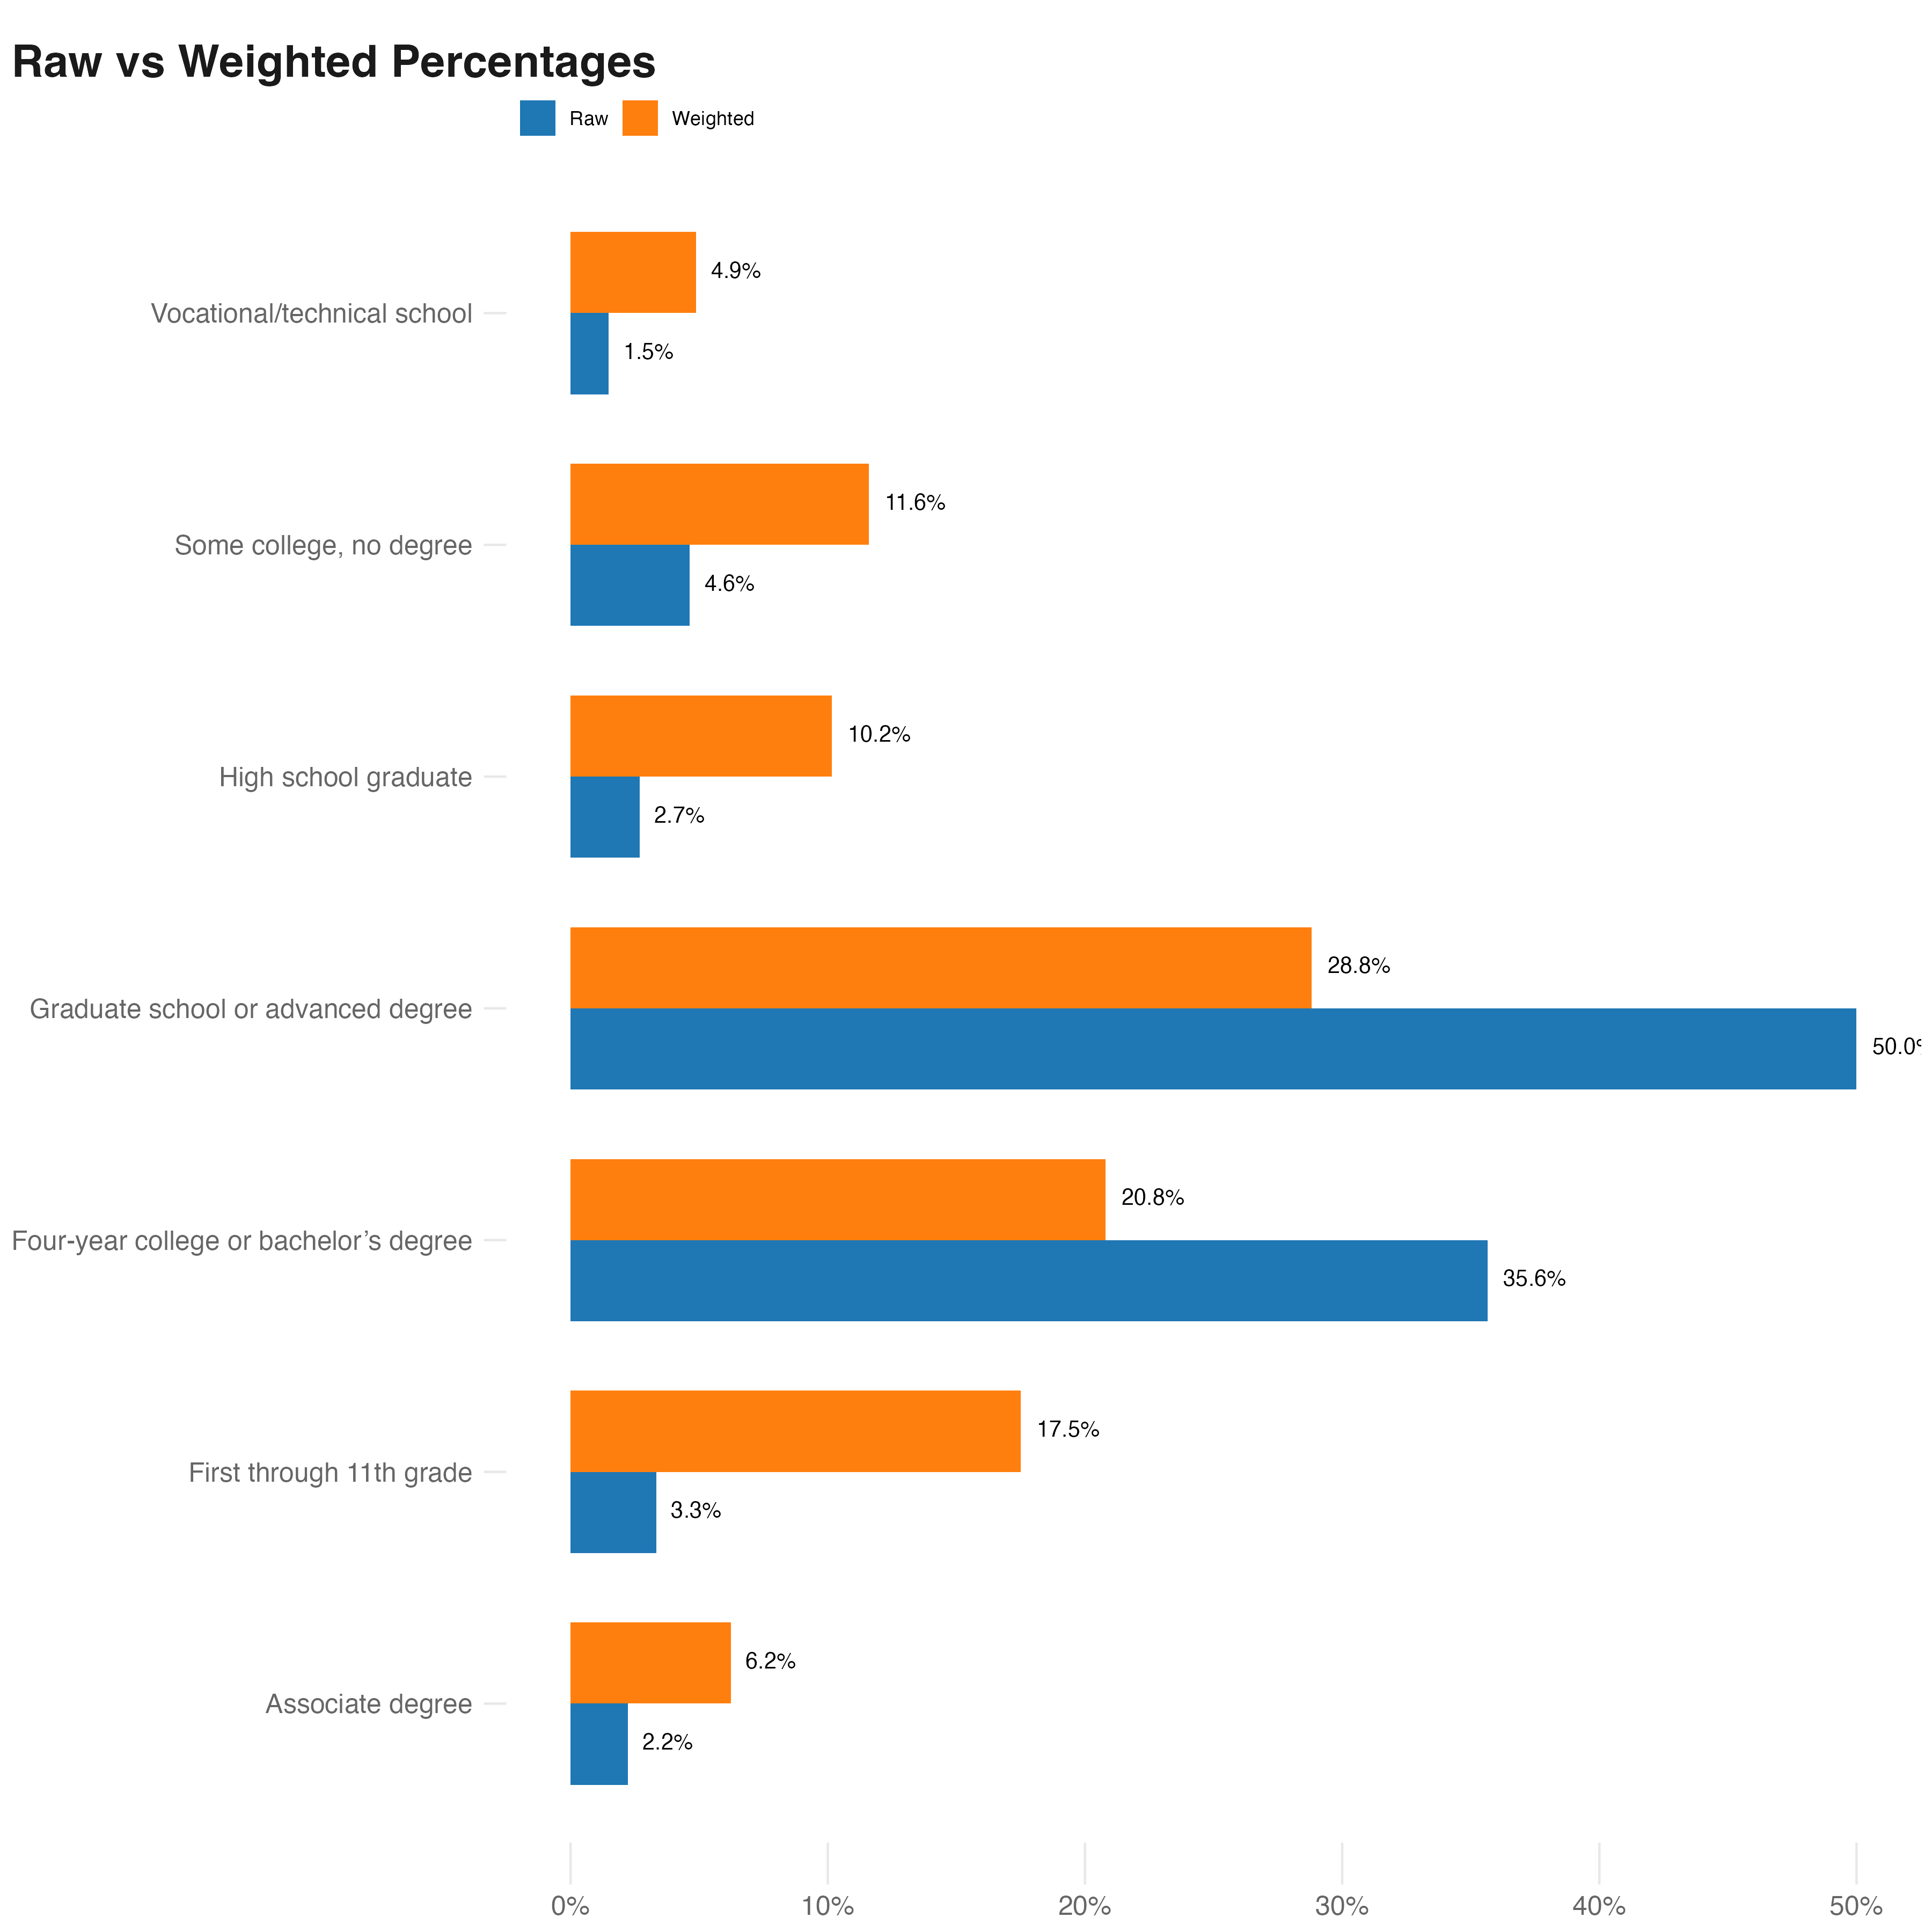 Raw vs Weighted Percentages
Raw Weighted
Vocational/technical school
4.9%
1.5%
Some college, no degree
11.6%
4.6%
High school graduate
10.2%
2.7%
Graduate school or advanced degree
28.8%
50.0
Four-year college or bachelor’s degree
20.8%
35.6%
First through 11th grade
17.5%
3.3%
Associate degree
6.2%
2.2%
0% 10% 20% 30% 40% 50%